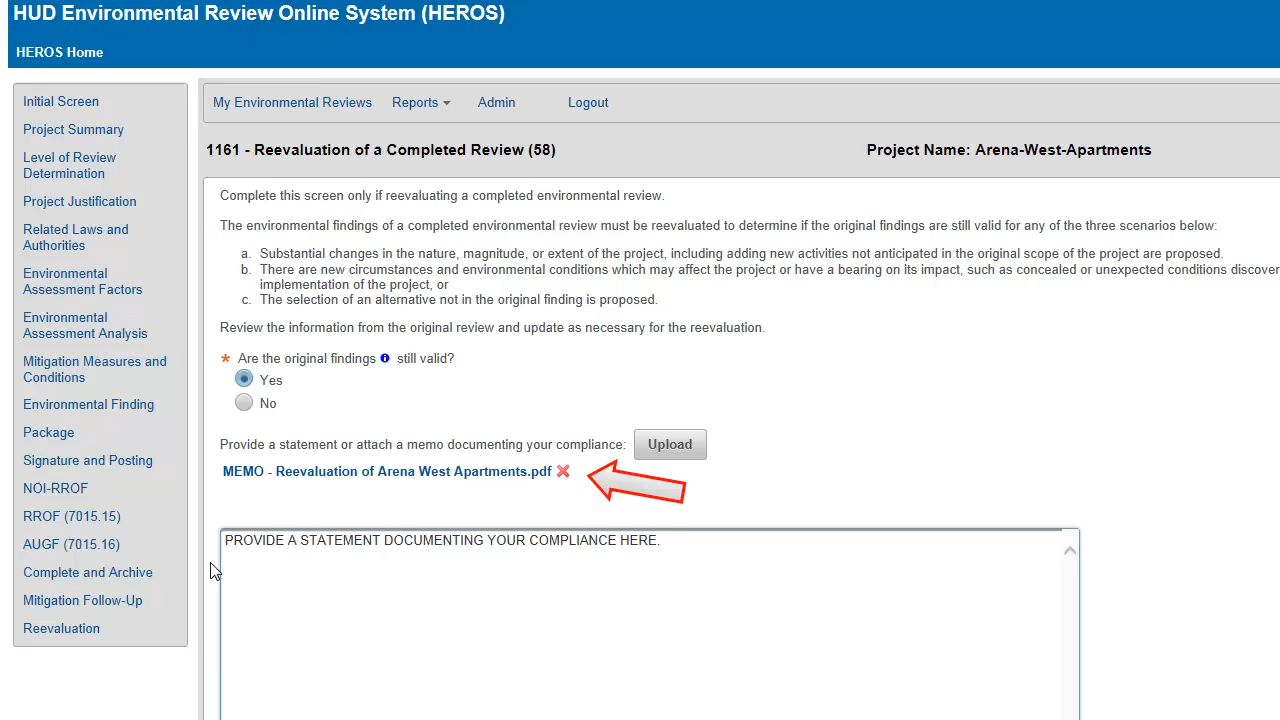 HUD Environmental Review Online System (HEROS)
HEROS Home
Initial Screen
Project Summary
Level of Review
Determination
Project Justification
Related Laws and
Authorities
Environmental
Assessment Factors
Environmental
Assessment Analysis
Mitigation Measures and
Conditions
Environmental Finding
Package
Signature and Posting
NOI-RROF
RROF (7015.15)
AUGF (7015.16)
Complete and Archive
Mitigation Follow-Up
Reevaluation
My Environmental Reviews Reports Admin Logout
1161 - Reevaluation of a Completed Review (58) Project Name: Arena-West-Apartments
Complete this screen only if reevaluating a completed environmental review.
The environmental findings of a completed environmental review must be reevaluated to determine if the original findings are still valid for any of the three scenarios below:
a. Substantial changes in the nature, magnitude, or extent of the project, including adding new activities not anticipated in the original scope of the project are proposed.
b. There are new circumstances and environmental conditions which may affect the project or have a bearing on its impact, such as concealed or unexpected conditions discover
implementation of the project, or
c. The selection of an alternative not in the original finding is proposed.
Review the information from the original review and update as necessary for the reevaluation.
* Are the original findings i still valid?
Yes
No
Provide a statement or attach a memo documenting your compliance: Upload
MEMO - Reevaluation of Arena West Apartments.pdf
PROVIDE A STATEMENT DOCUMENTING YOUR COMPLIANCE HERE.